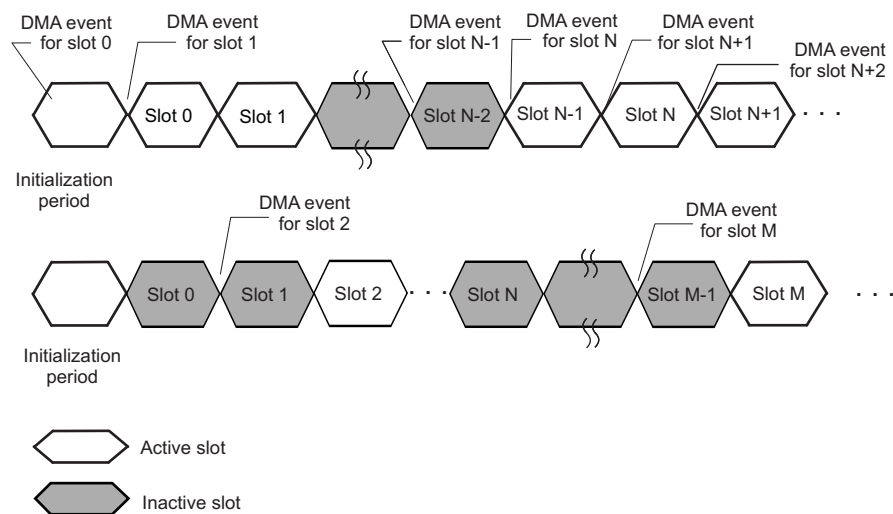 DMA event
for slot 0
DMA event
for slot 1
DMA event
for slot N-1
DMA event
for slot N
DMA event
for slot N+1
DMA event
for slot N+2
Slot 0
Slot 1
Slot N-2
Slot N-1
Slot N
Slot N+1
. . .
Initialization
period
DMA event
for slot 2
DMA event
for slot M
Slot 0
Slot 1
Slot 2
. . .
Slot N
Slot M-1
Slot M
. . .
Initialization
period
Active slot
Inactive slot